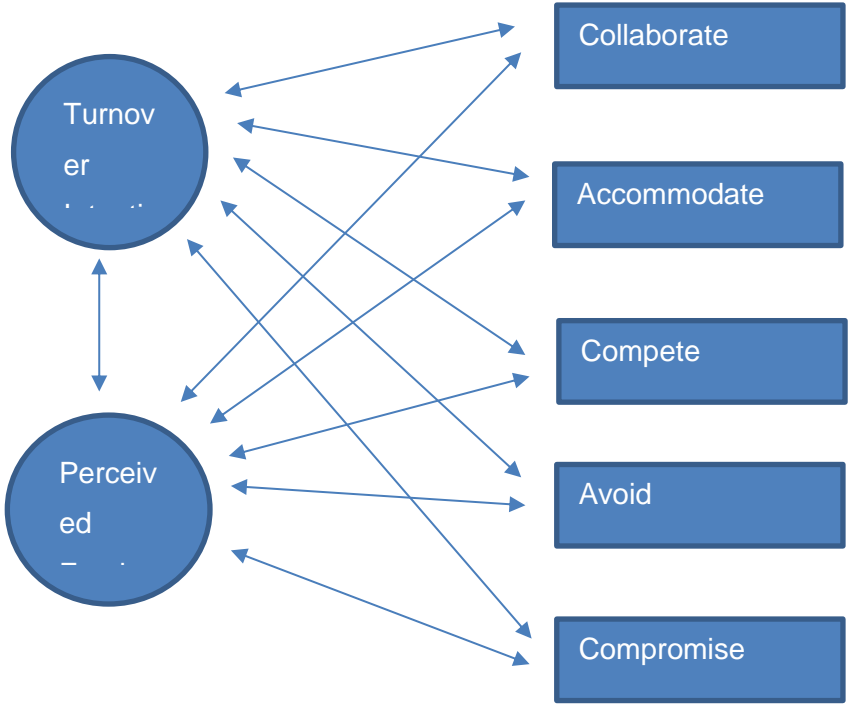 Collaborate
Turnov
er
Accommodate
Compete
Perceiv
ed
Avoid
Compromise